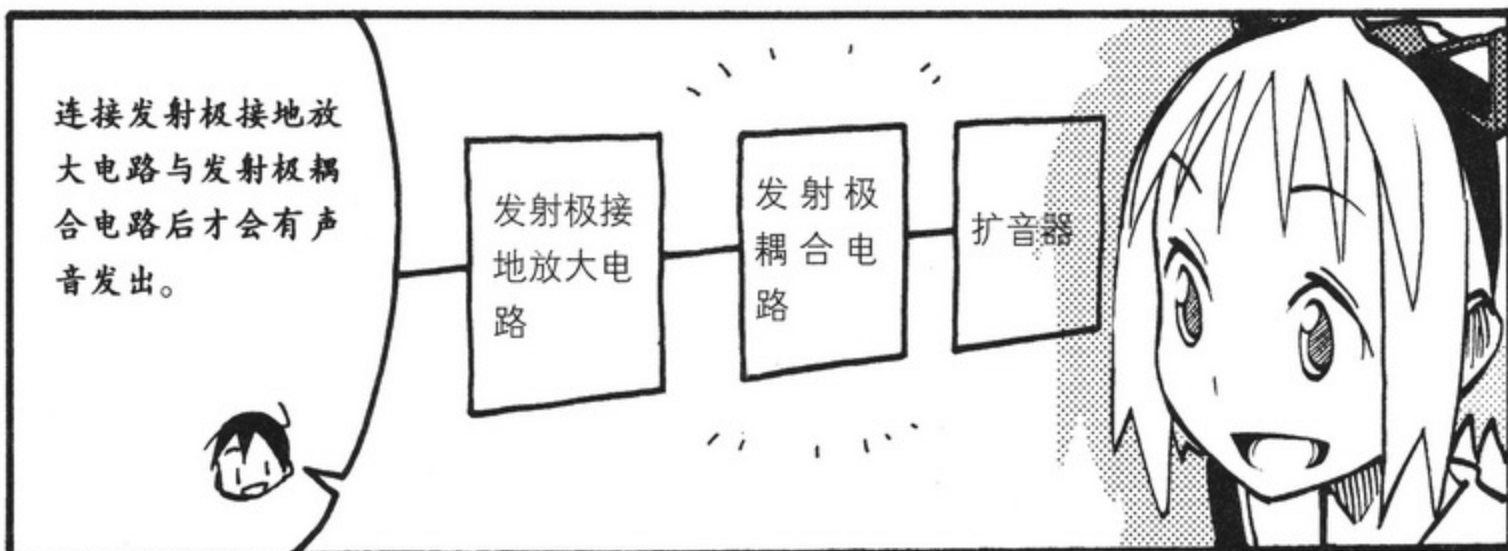 连接发射极接地放
大电路与发射极耦
合电路后才会有声
音发出。
发射极接
地放大电
路
发射极
耦合电
路
扩音器